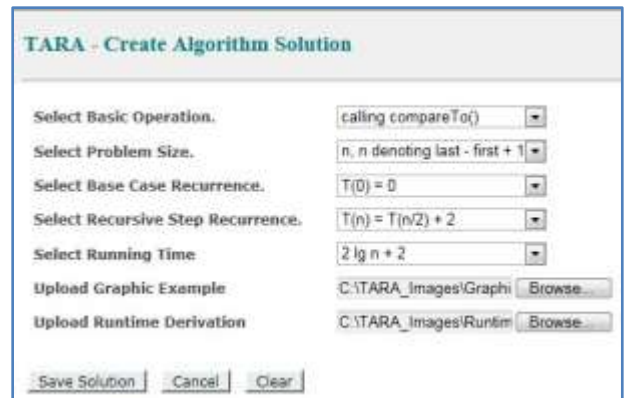 TARA - Create Algorithm Solution
Select Basic Operation. calling compareTo()
Select Problem Size. n, n denoting last - first + 1
Select Base Case Recurrence. T(0) = 0
Select Recursive Step Recurrence. T(n) = T(n/2) + 2
Select Running Time 2 lg n + 2
Upload Graphic Example C:\TARA_Images\Graphi Browse...
Upload Runtime Derivation C:\TARA_Images\Runtim Browse...
Save Solution Cancel Clear